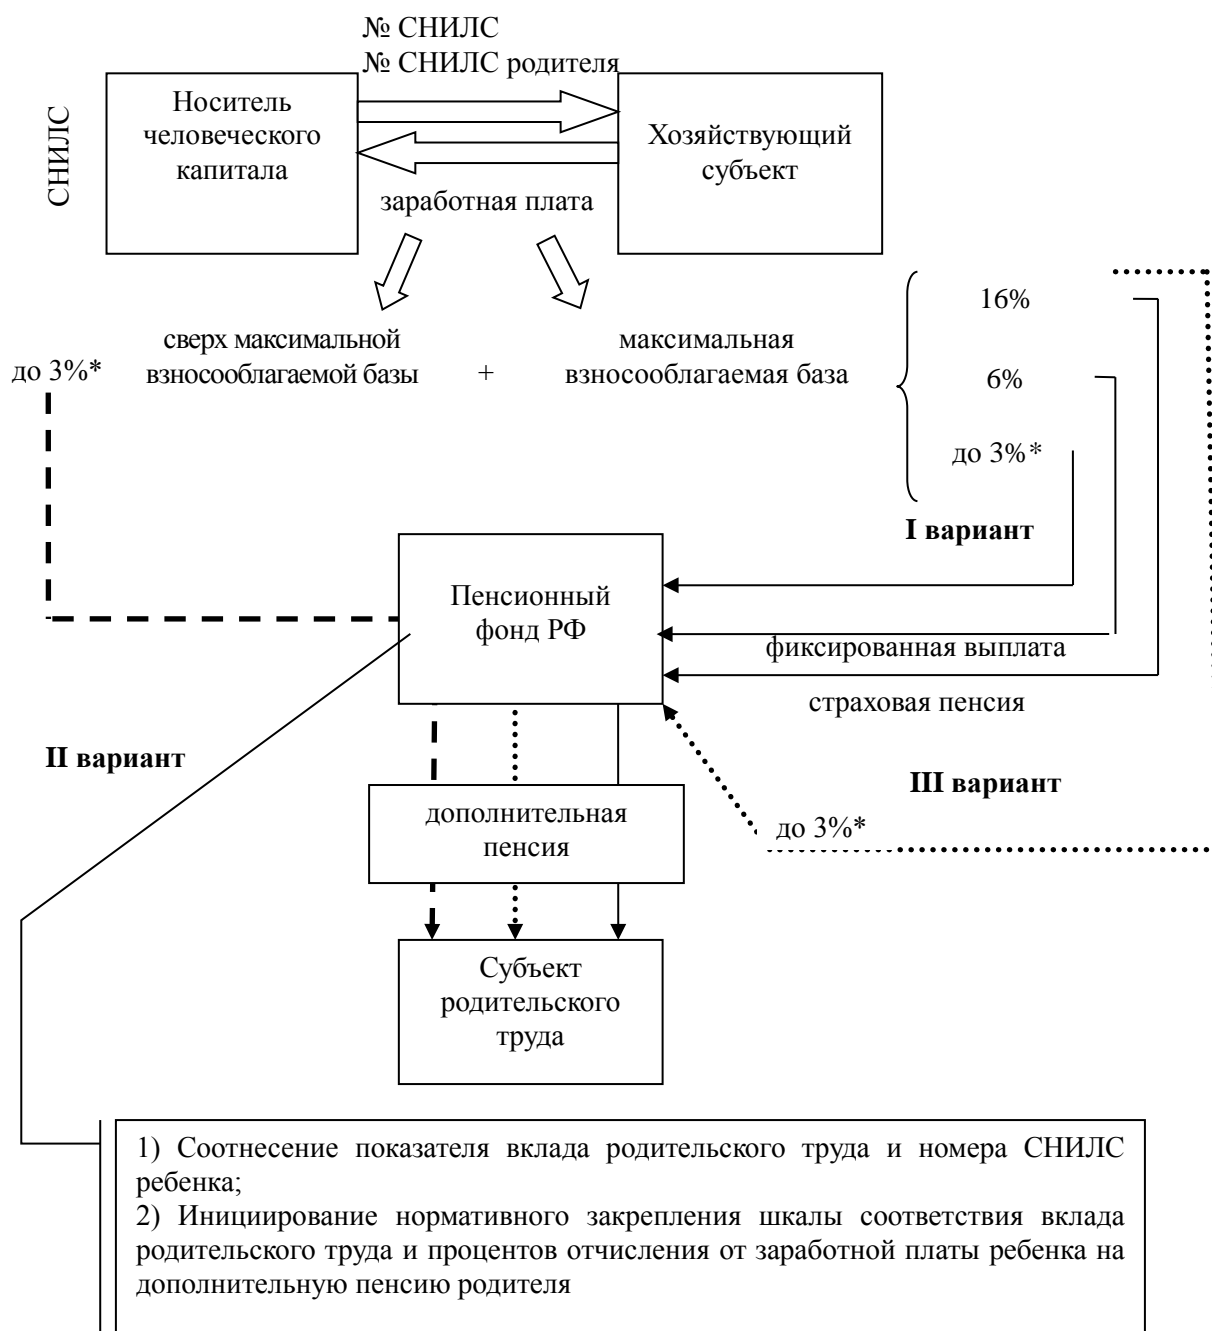 № СНИЛС
№ СНИЛС родителя
СНИЛС
Носитель
человеческого
капитала
Хозяйствующий
субъект
заработная плата
до 3%*
сверх максимальной
взносооблагаемой базы
+
максимальная
взносооблагаемая база
16%
6%
до 3%*
I вариант
Пенсионный
фонд РФ
фиксированная выплата
страховая пенсия
II вариант
III вариант
до 3%*
дополнительная
пенсия
Субъект
родительского
труда
1) Соотнесение показателя вклада родительского труда и номера СНИЛС
ребенка;
2) Инициирование нормативного закрепления шкалы соответствия вклада
родительского труда и процентов отчисления от заработной платы ребенка на
дополнительную пенсию родителя